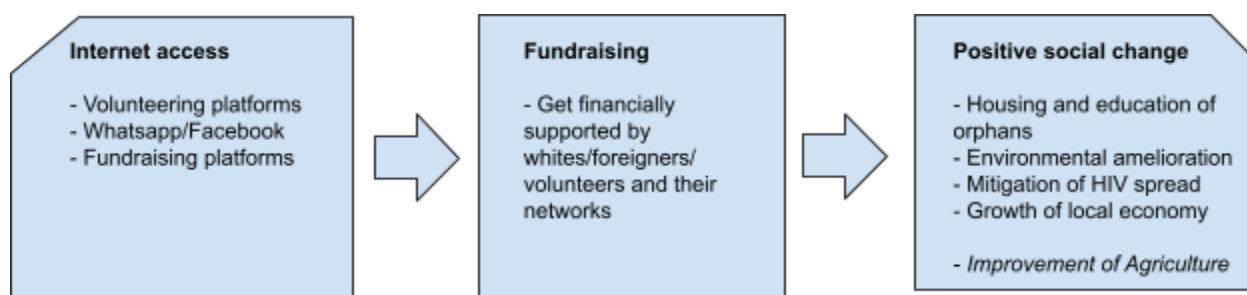 Internet access
- Volunteering platforms
- Whatsapp/Facebook
- Fundraising platforms
Fundraising
- Get financially
supported by
whites/foreigners/
volunteers and their
networks
Positive social change
- Housing and education of
orphans
- Environmental amelioration
- Mitigation of HIV spread
- Growth of local economy
- Improvement of Agriculture